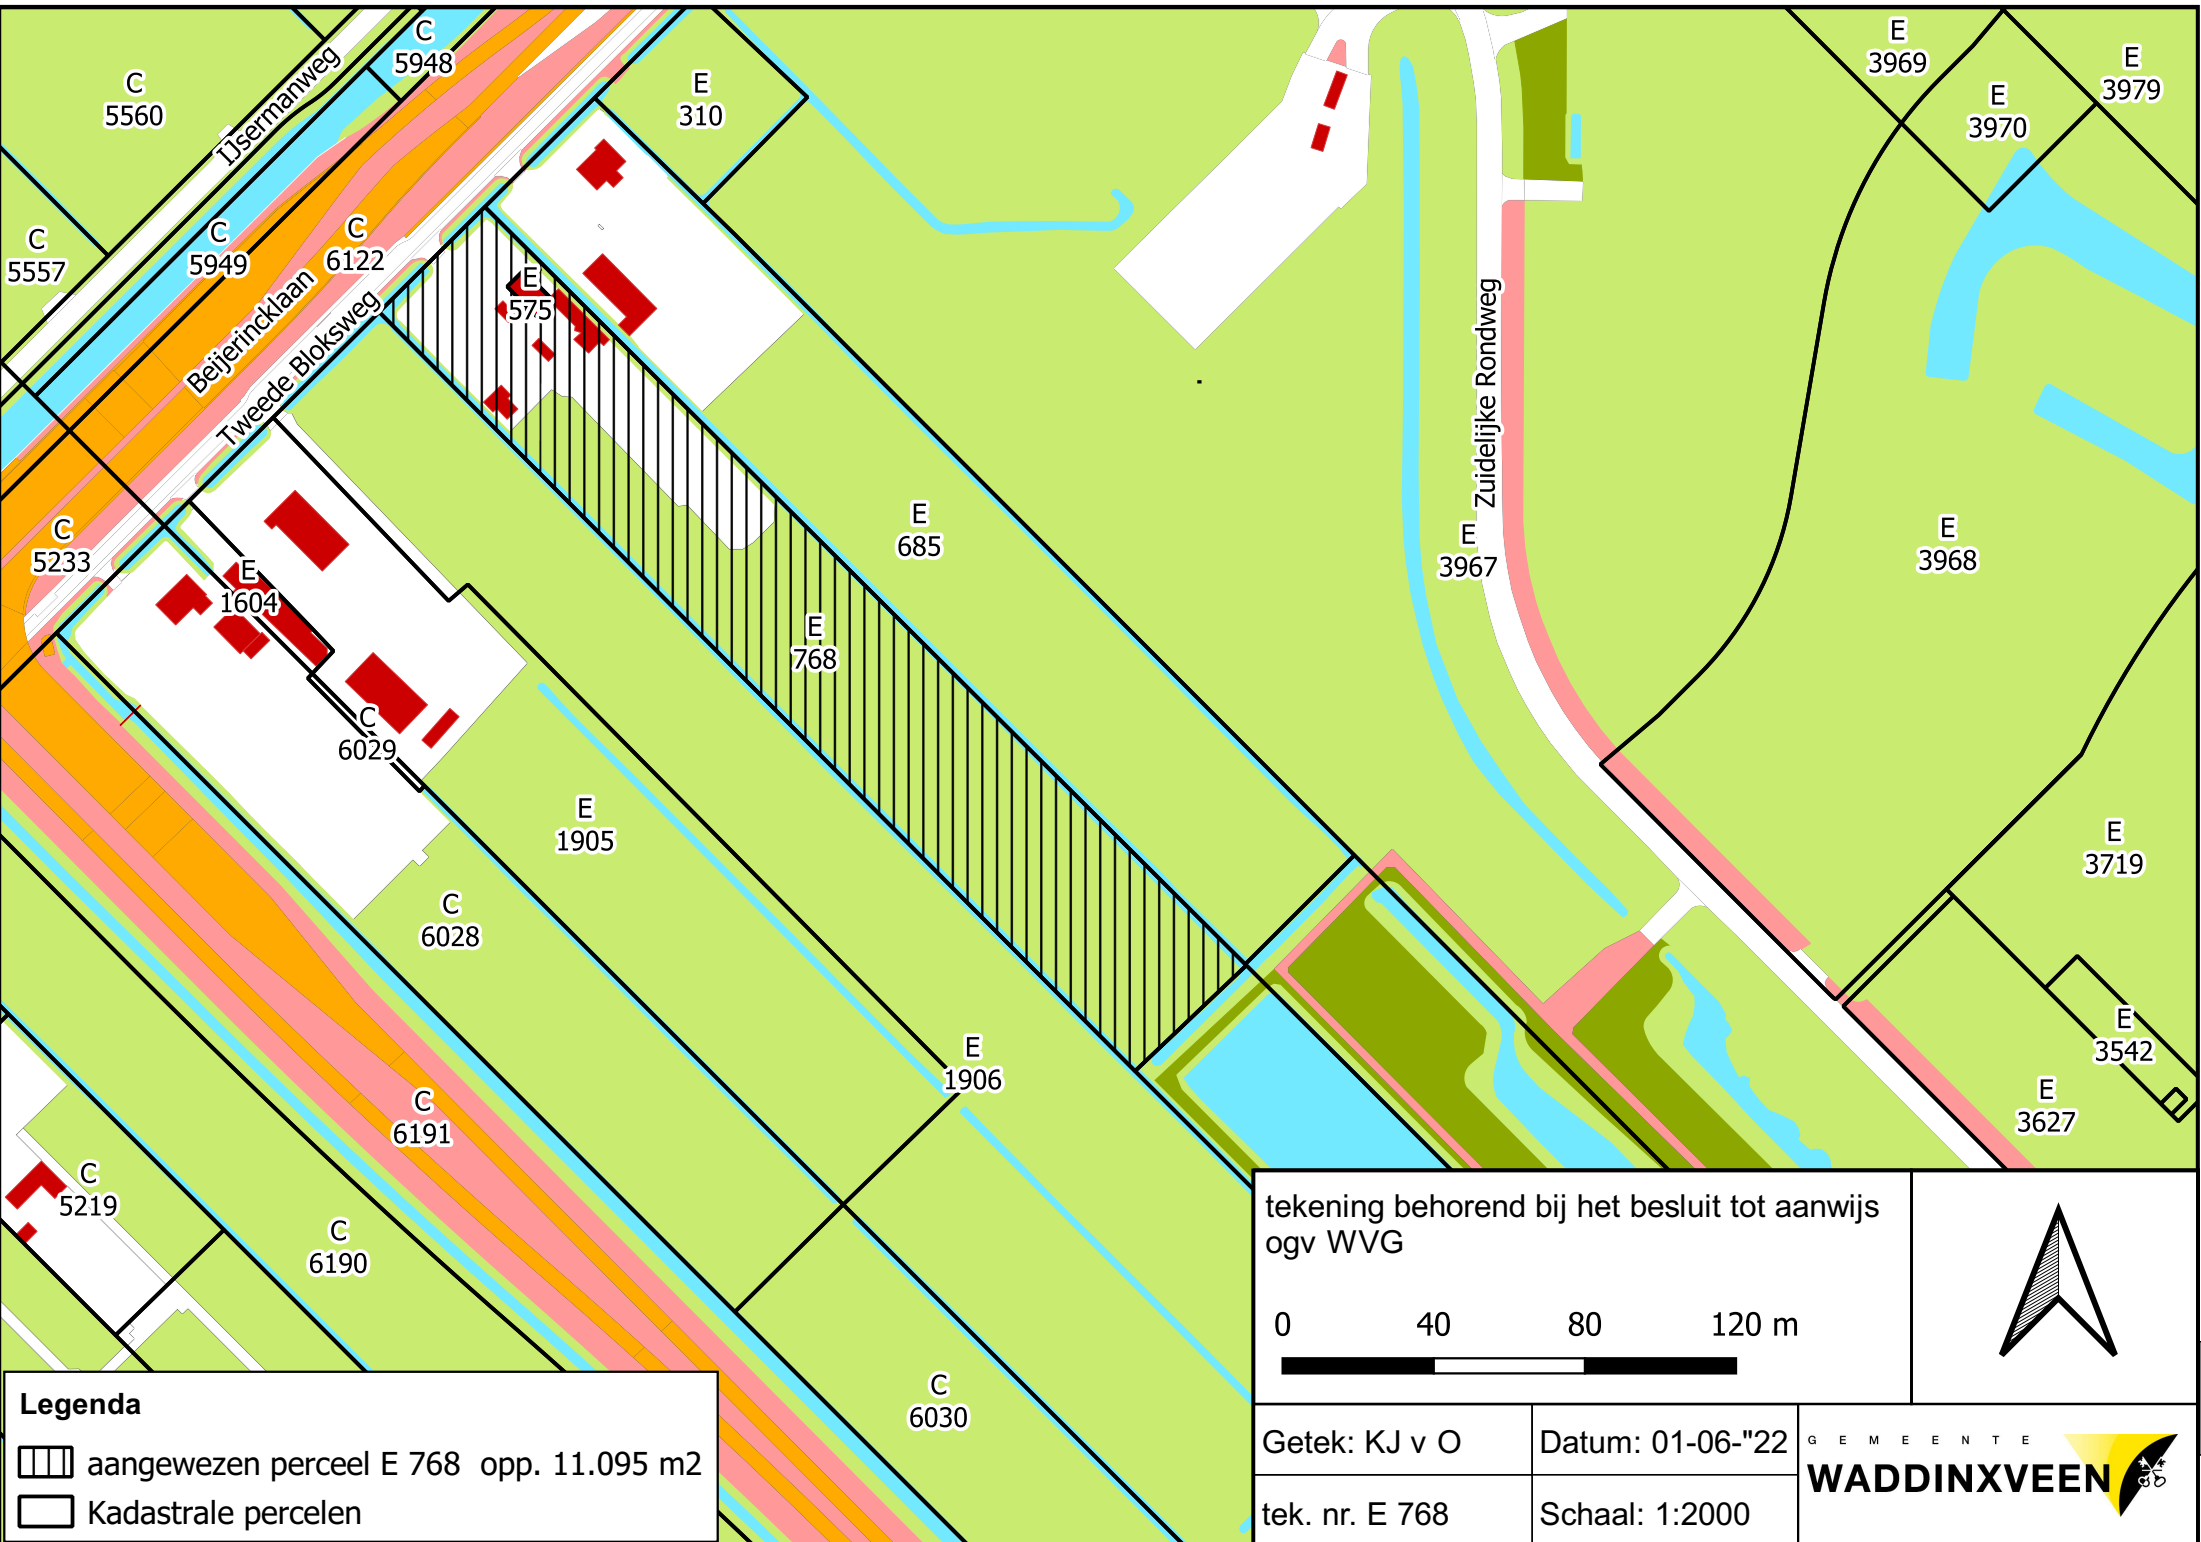 C
5948
C
5560
IJsermanweg
E
310
E
3969
E
3979
E
3970
C
5557
C
5949
C
6122
Beijerincklaan
Tweede Bloksweg
E
575
Zuidelijke Rondweg
C
5233
E
1604
E
685
E
3967
E
3968
E
768
C
6029
E
1905
E
3719
C
6028
E
1906
E
3542
C
6191
E
3627
C
5219
C
6190
C
6030
tekening behorend bij het besluit tot aanwijs
ogv WVG
0 40 80 120 m
Legenda
aangewezen perceel E 768 opp. 11.095 m2
Kadastrale percelen
Getek: KJ v O
Datum: 01-06-"22
tek. nr. E 768
Schaal: 1:2000
GEMEENTE
WADDINXVEEN